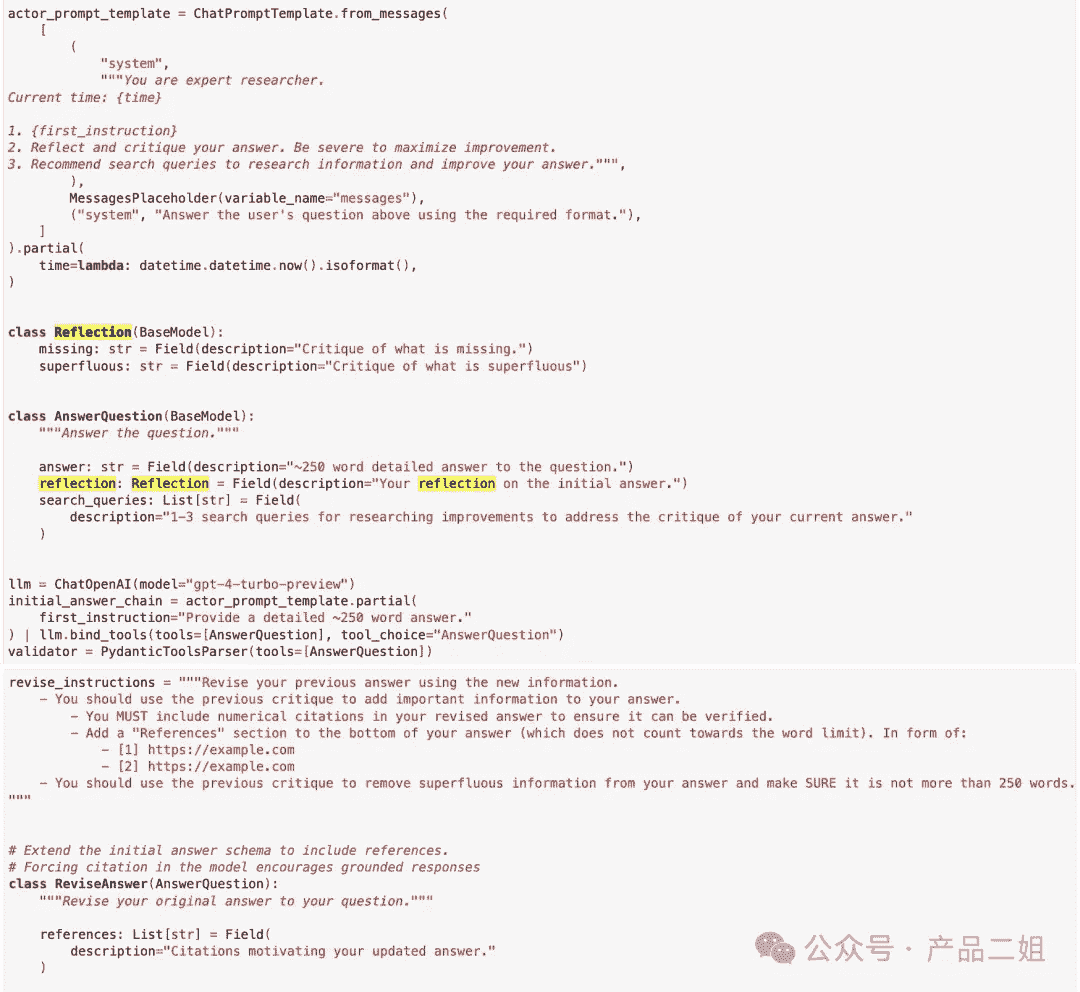 actor_prompt_template = ChatPromptTemplate.from_messages(
    [
        (
            "system",
            """You are expert researcher.
Current time: {time}

1. {first_instruction}
2. Reflect and critique your answer. Be severe to maximize improvement.
3. Recommend search queries to research information and improve your answer.""",
        ),
        MessagesPlaceholder(variable_name="messages"),
        ("system", "Answer the user's question above using the required format."),
    ]
).partial(
    time=lambda: datetime.datetime.now().isoformat(),
)


class Reflection(BaseModel):
    missing: str = Field(description="Critique of what is missing.")
    superfluous: str = Field(description="Critique of what is superfluous")


class AnswerQuestion(BaseModel):
    """Answer the question."""

    answer: str = Field(description="~250 word detailed answer to the question.")
    reflection: Reflection = Field(description="Your reflection on the initial answer.")
    search_queries: List[str] = Field(
        description="1-3 search queries for researching improvements to address the critique of your current answer."
    )


llm = ChatOpenAI(model="gpt-4-turbo-preview")
initial_answer_chain = actor_prompt_template.partial(
    first_instruction="Provide a detailed ~250 word answer."
) | llm.bind_tools(tools=[AnswerQuestion], tool_choice="AnswerQuestion")
validator = PydanticToolsParser(tools=[AnswerQuestion])

revise_instructions = """Revise your previous answer using the new information.
    - You should use the previous critique to add important information to your answer.
        - You MUST include numerical citations in your revised answer to ensure it can be verified.
        - Add a "References" section to the bottom of your answer (which does not count towards the word limit). In form of:
            - [1] https://example.com
            - [2] https://example.com
    - You should use the previous critique to remove superfluous information from your answer and make SURE it is not more than 250 words.
"""


# Extend the initial answer schema to include references.
# Forcing citation in the model encourages grounded responses
class ReviseAnswer(AnswerQuestion):
    """Revise your original answer to your question."""

    references: List[str] = Field(
        description="Citations motivating your updated answer."
    )
公众号 · 产品二姐